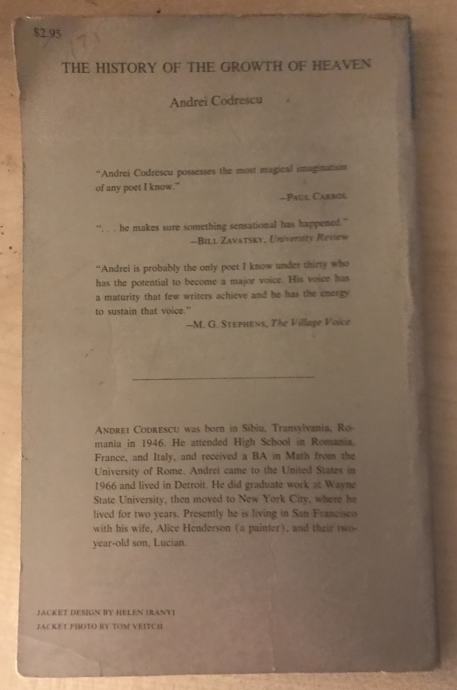 $2.95
THE HISTORY OF THE GROWTH OF HEAVEN
Andrei Codrescu
"Andrei Codrescu possesses the most magical imagination
of any poet I know."
—PAUL CARROL
". . . he makes sure something sensational has happened."
—BILL ZAVATSKY, University Review
"Andrei is probably the only poet I know under thirty who
has the potential to become a major voice. His voice has
a maturity that few writers achieve and he has the energy
to sustain that voice."
—M. G. STEPHENS, The Village Voice
ANDREI CODRESCU was born in Sibiu, Transylvania, Ro-
mania in 1946. He attended High School in Romania,
France, and Italy, and received a BA in Math from the
University of Rome. Andrei came to the United States in
1966 and lived in Detroit. He did graduate work at Wayne
State University, then moved to New York City, where he
lived for two years. Presently he is living in San Francisco
with his wife, Alice Henderson (a painter), and their two-
year-old son, Lucian.
JACKET DESIGN BY HELEN IRANYI
JACKET PHOTO BY TOM VEITCH